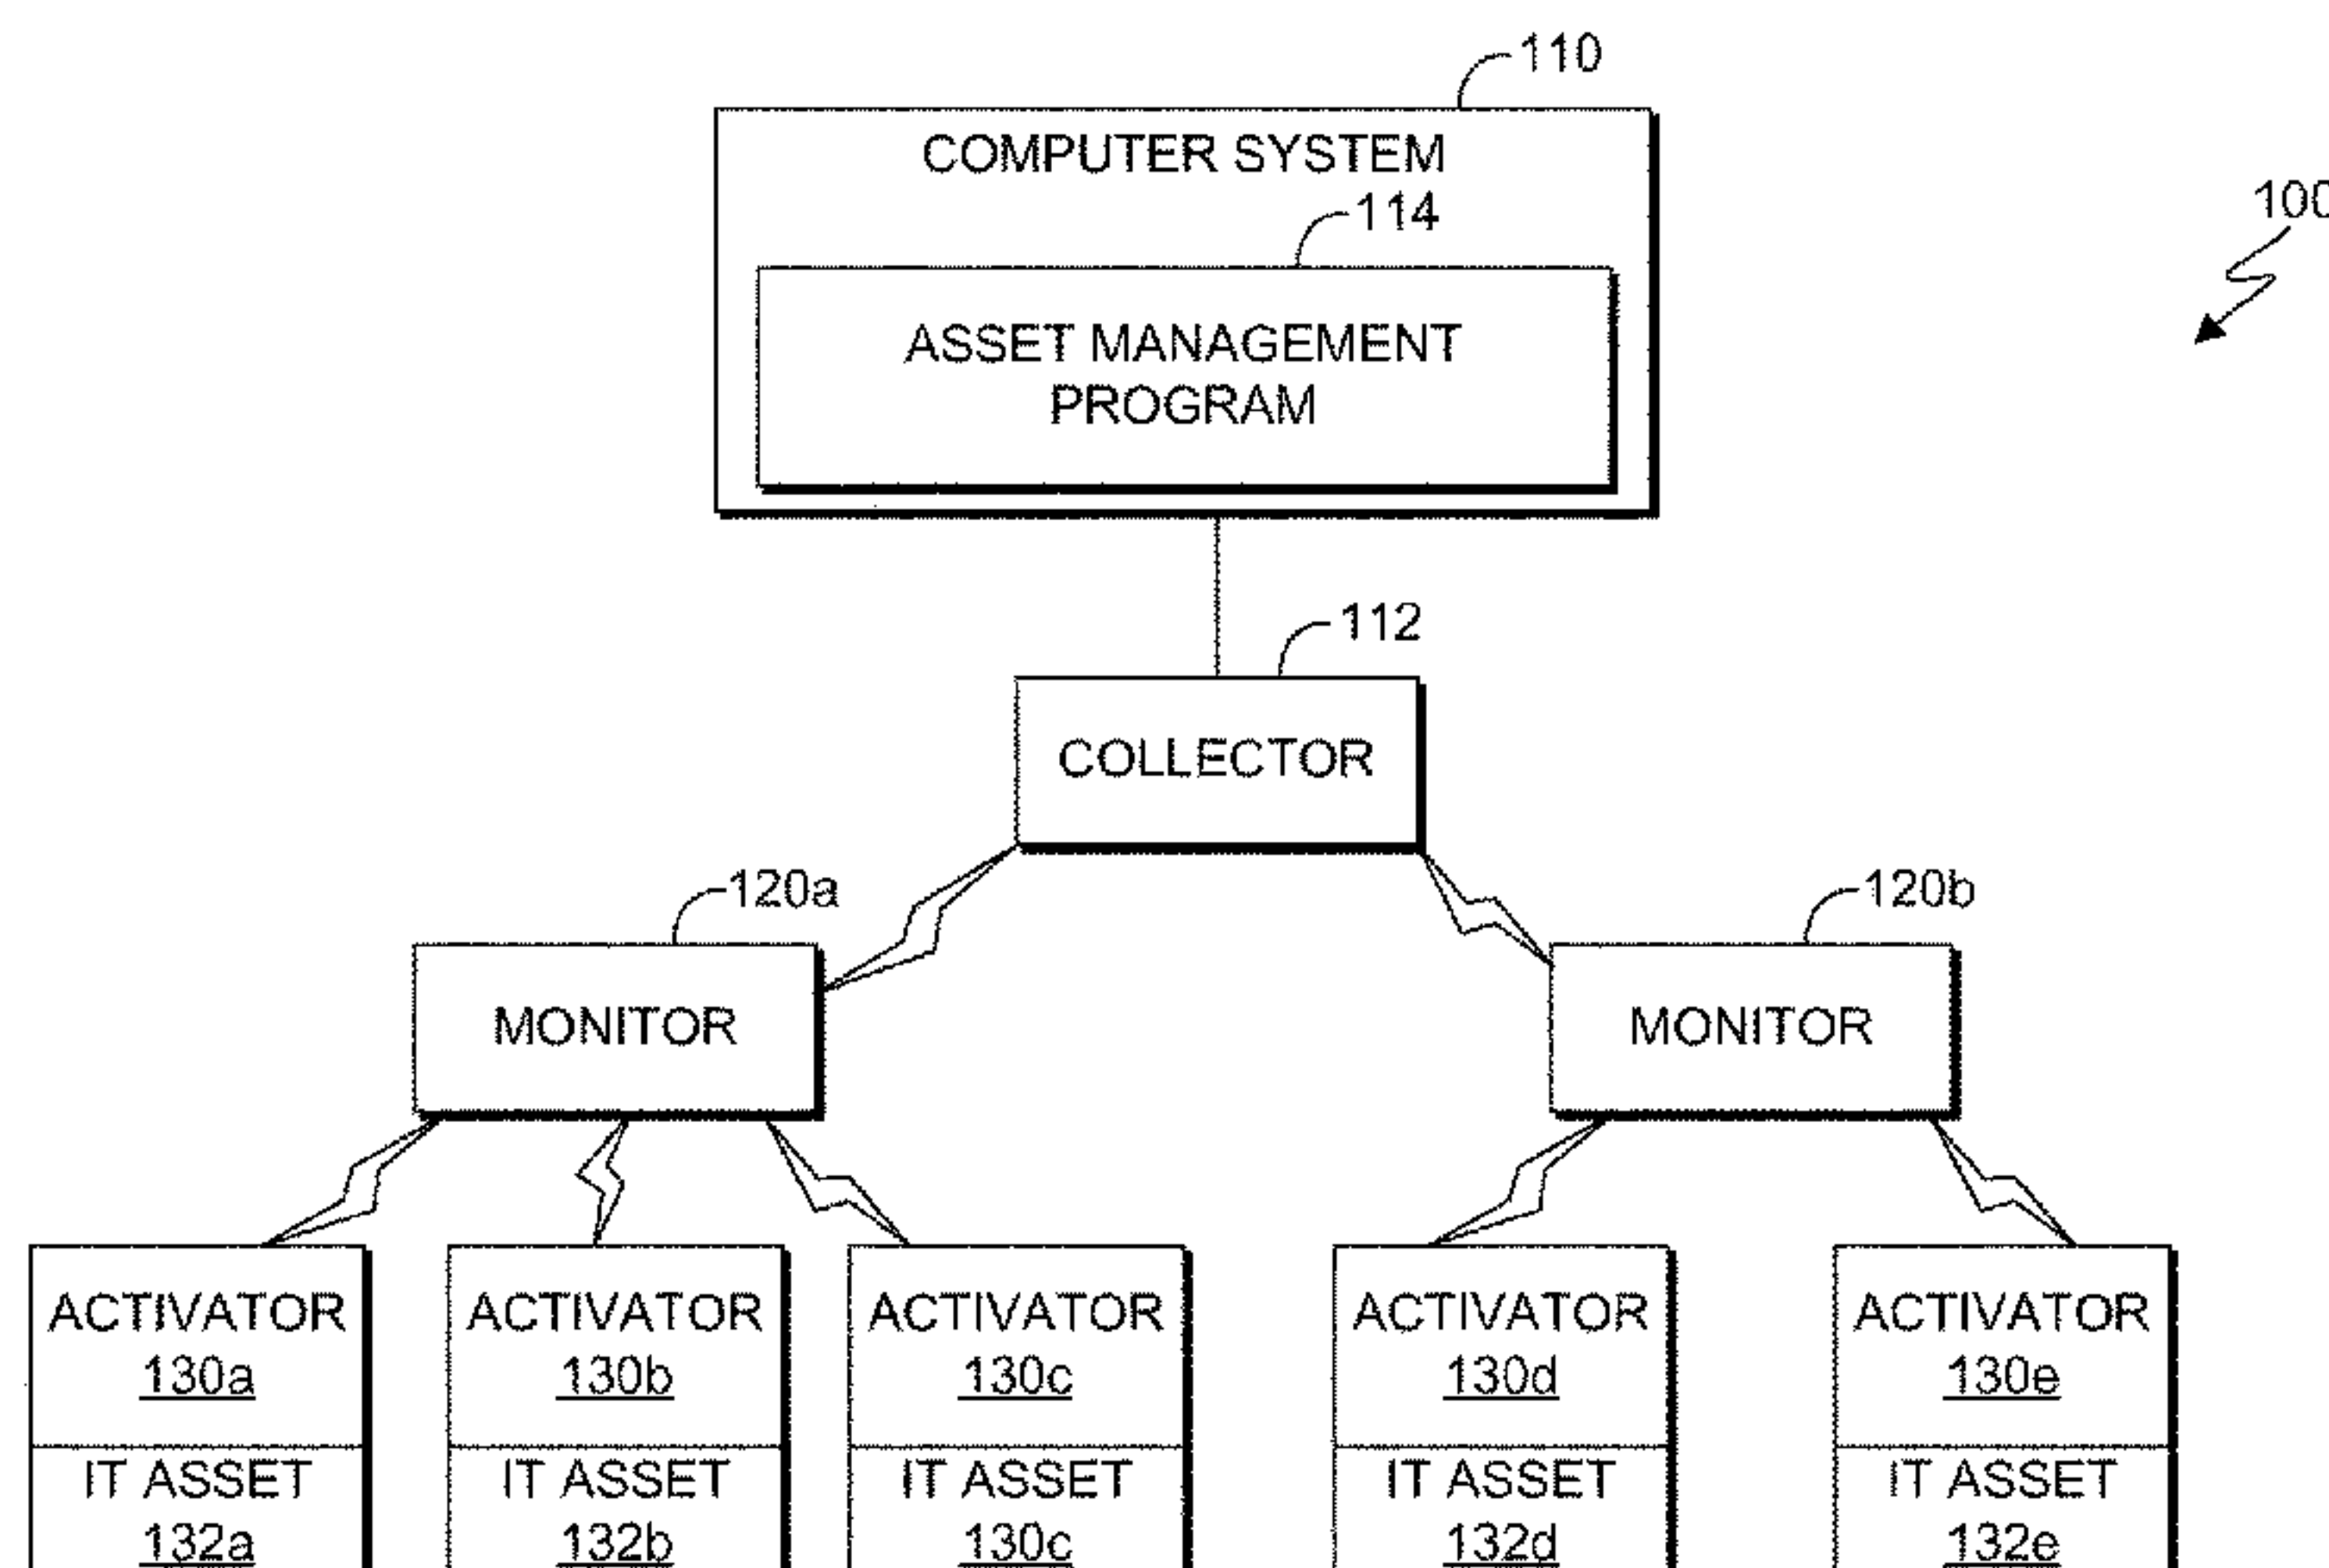 110
COMPUTER SYSTEM
114
100
ASSET MANAGEMENT
PROGRAM
112
COLLECTOR
120a
120b
MONITOR
MONITOR
ACTIVATOR
130a
ACTIVATOR
130b
ACTIVATOR
130c
ACTIVATOR
130d
ACTIVATOR
130e
IT ASSET
132a
IT ASSET
132b
IT ASSET
130c
IT ASSET
132d
IT ASSET
132e